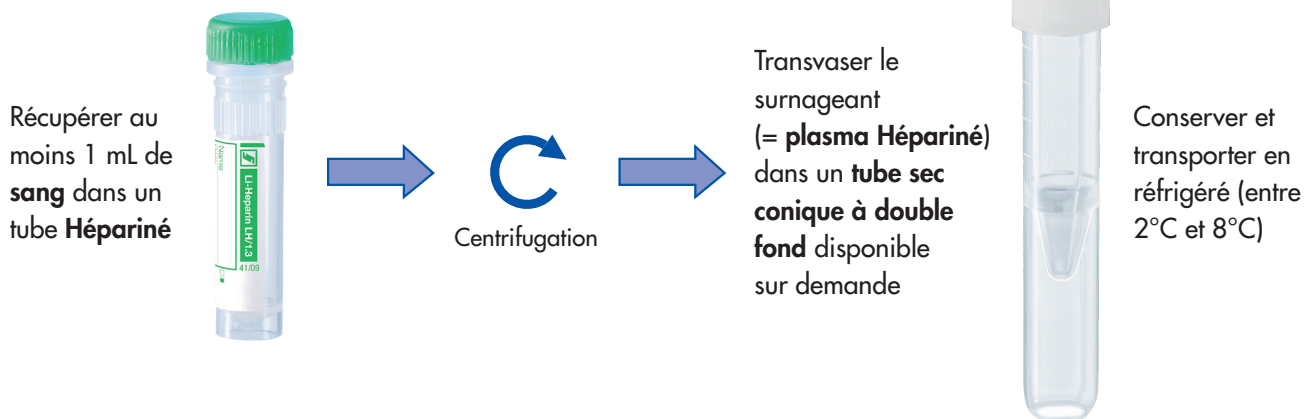 Récupérer au
moins 1 mL de
sang dans un
tube Hépariné
Name
Li-Heparin LH/1.3
41/09
Centrifugation
Transvaser le
surnageant
(= plasma Hépariné)
dans un tube sec
conique à double
fond disponible
sur demande
Conserver et
transporter en
réfrigéré (entre
2°C et 8°C)